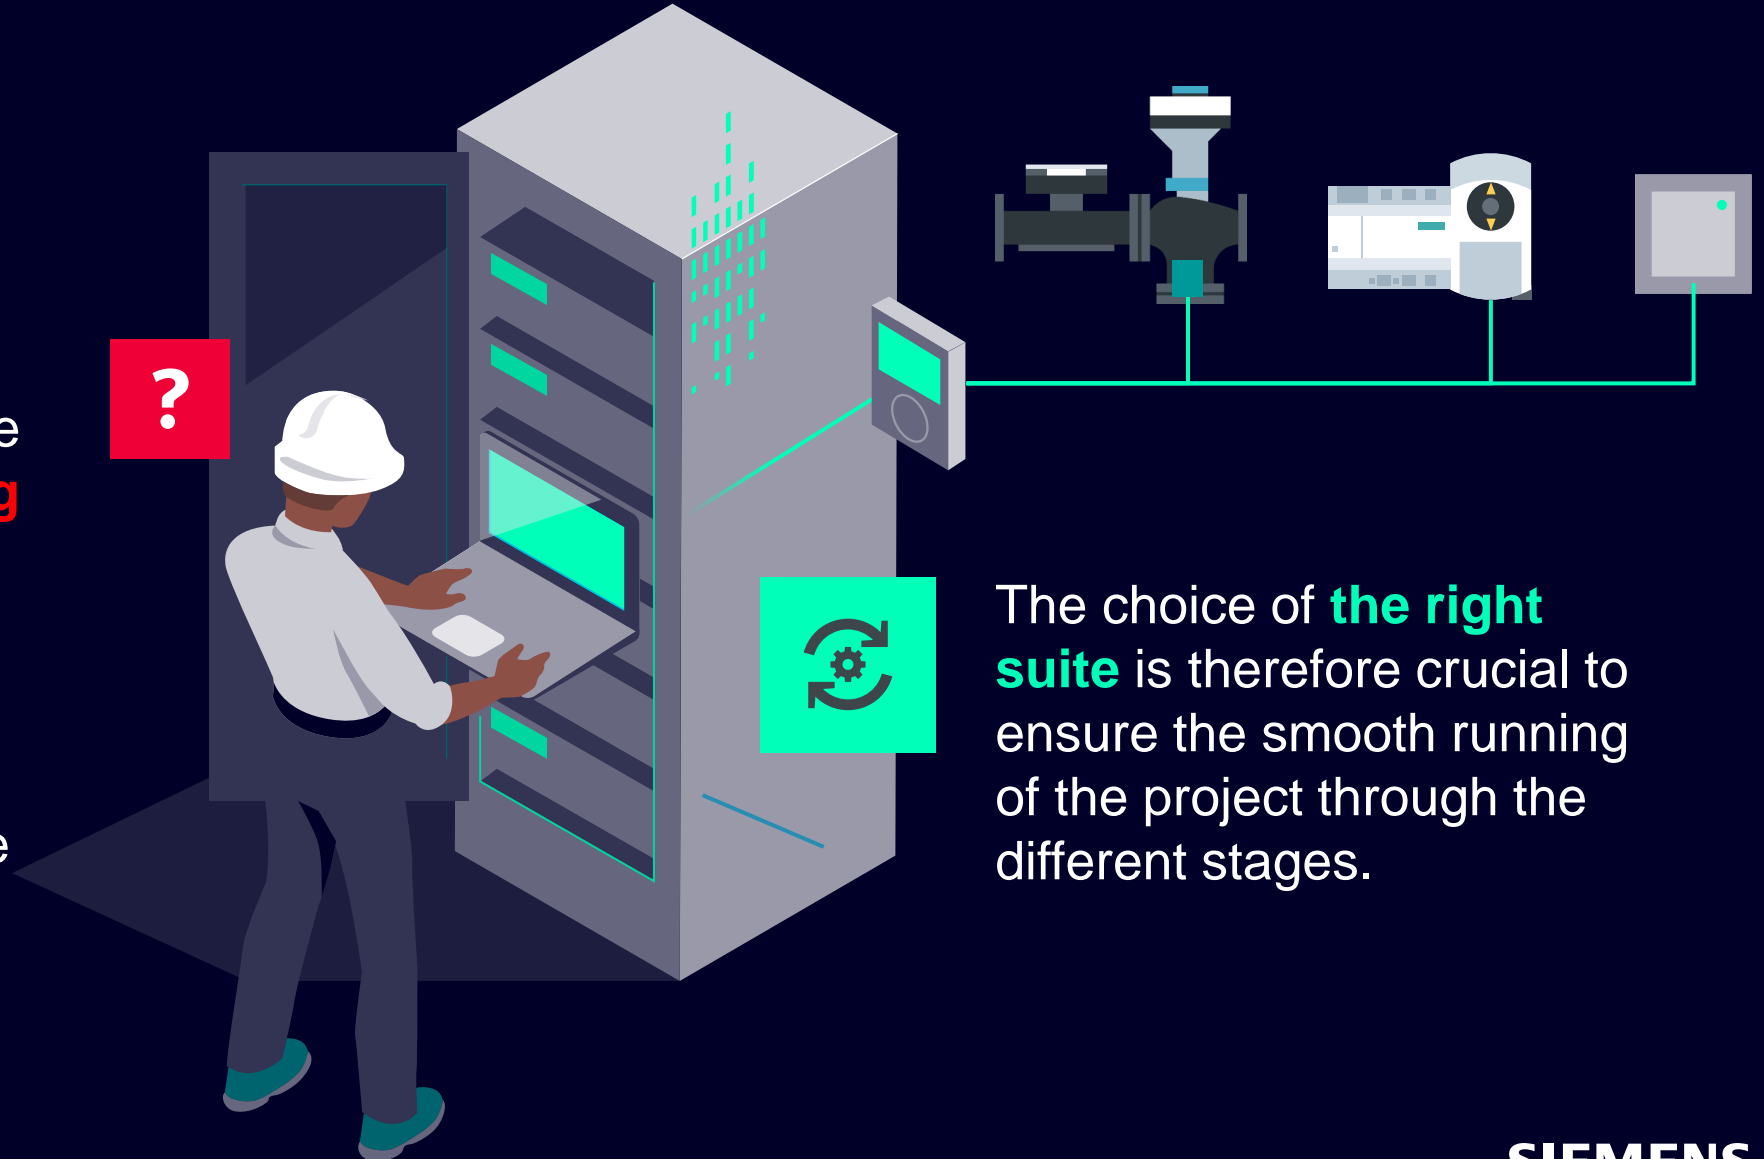 ?
e
g
e
The choice of the right
suite is therefore crucial to
ensure the smooth running
of the project through the
different stages.
SIEMENS